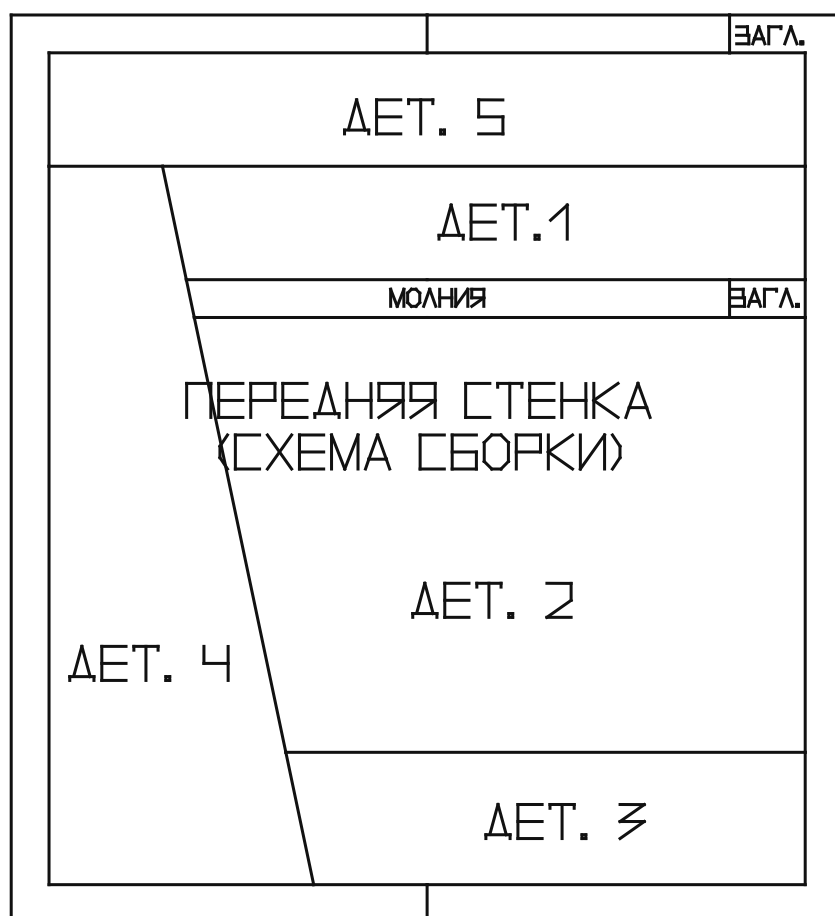 ЗАГЛ.
ДЕТ. 5
ДЕТ.1
МОЛНИЯ
ЗАГЛ.
ПЕРЕДНЯЯ СТЕНКА
(СХЕМА СБОРКИ)
ДЕТ. 2
ДЕТ. 4
ДЕТ. 3